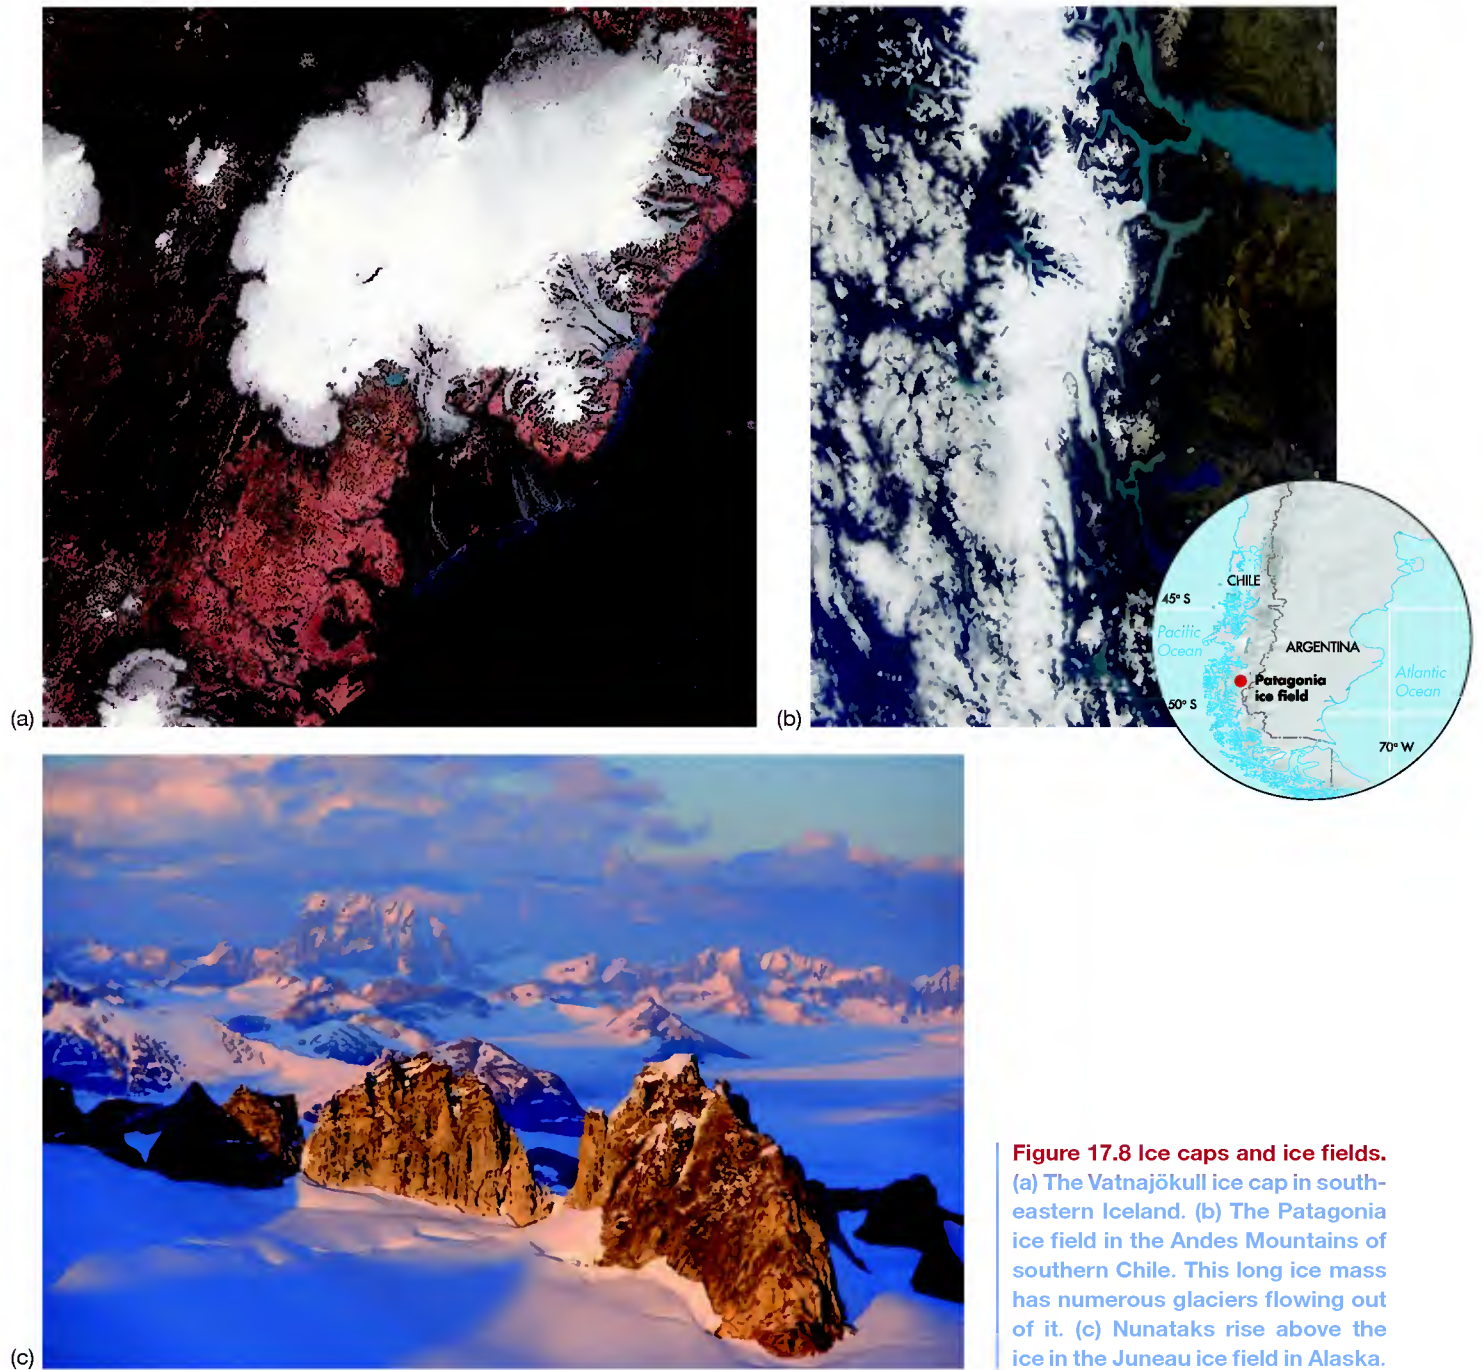 (a)
(b)
CHILE
45° S
Pacific
Ocean
ARGENTINA
Patagonia
ice field
Atlantic
Ocean
50° S
70° W
(c)
Figure 17.8 Ice caps and ice fields.
(a) The Vatnajökull ice cap in south-
eastern Iceland. (b) The Patagonia
ice field in the Andes Mountains of
southern Chile. This long ice mass
has numerous glaciers flowing out
of it. (c) Nunataks rise above the
ice in the Juneau ice field in Alaska.